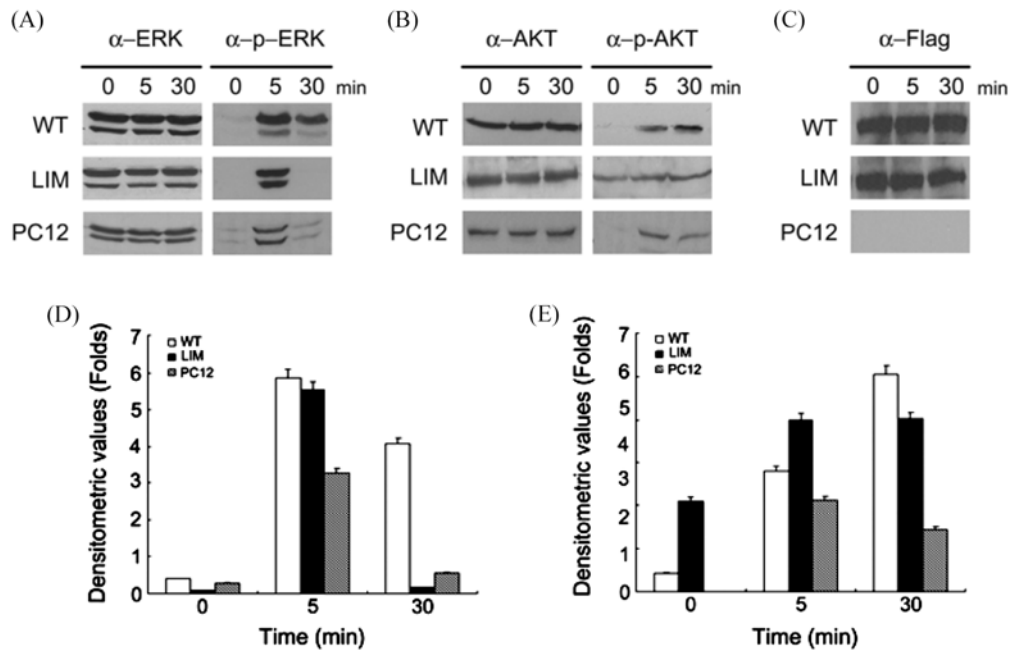 (A)
α–ERK α–p–ERK
0 5 30 0 5 30 min
WT
LIM
PC12
(B)
α–AKT α–p-AKT
0 5 30 0 5 30 min
WT
LIM
PC12
(C)
α–Flag
0 5 30 min
WT
LIM
PC12
(D)
Densitometric values (Folds)
7
6
5
4
3
2
1
0
WT
LIM
PC12
0 5 30
Time (min)
(E)
Densitometric values (Folds)
7
6
5
4
3
2
1
0
WT
LIM
PC12
0 5 30
Time (min)